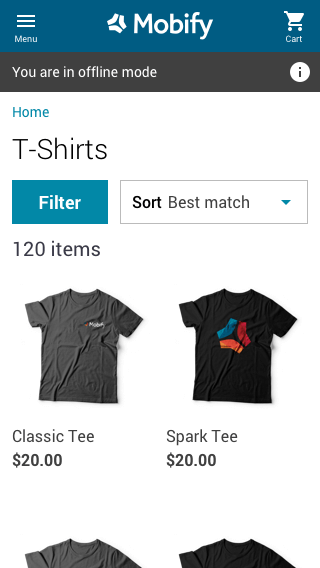 Menu
Mobify
Cart
You are in offline mode
Home
T-Shirts
Filter
Sort Best match
120 items
Mobify
Classic Tee
Spark Tee
$20.00
$20.00